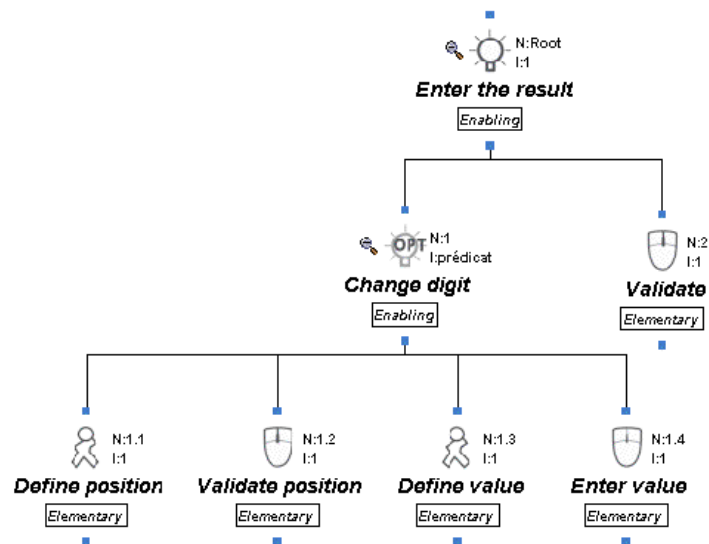 N:Root
I:1
Enter the result
Enabling
OPT
N:1
I:prédicat
Change digit
Enabling
N:2
I:1
Validate
Elementary
N:1.1
I:1
Define position
Elementary
N:1.2
I:1
Validate position
Elementary
N:1.3
I:1
Define value
Elementary
N:1.4
I:1
Enter value
Elementary